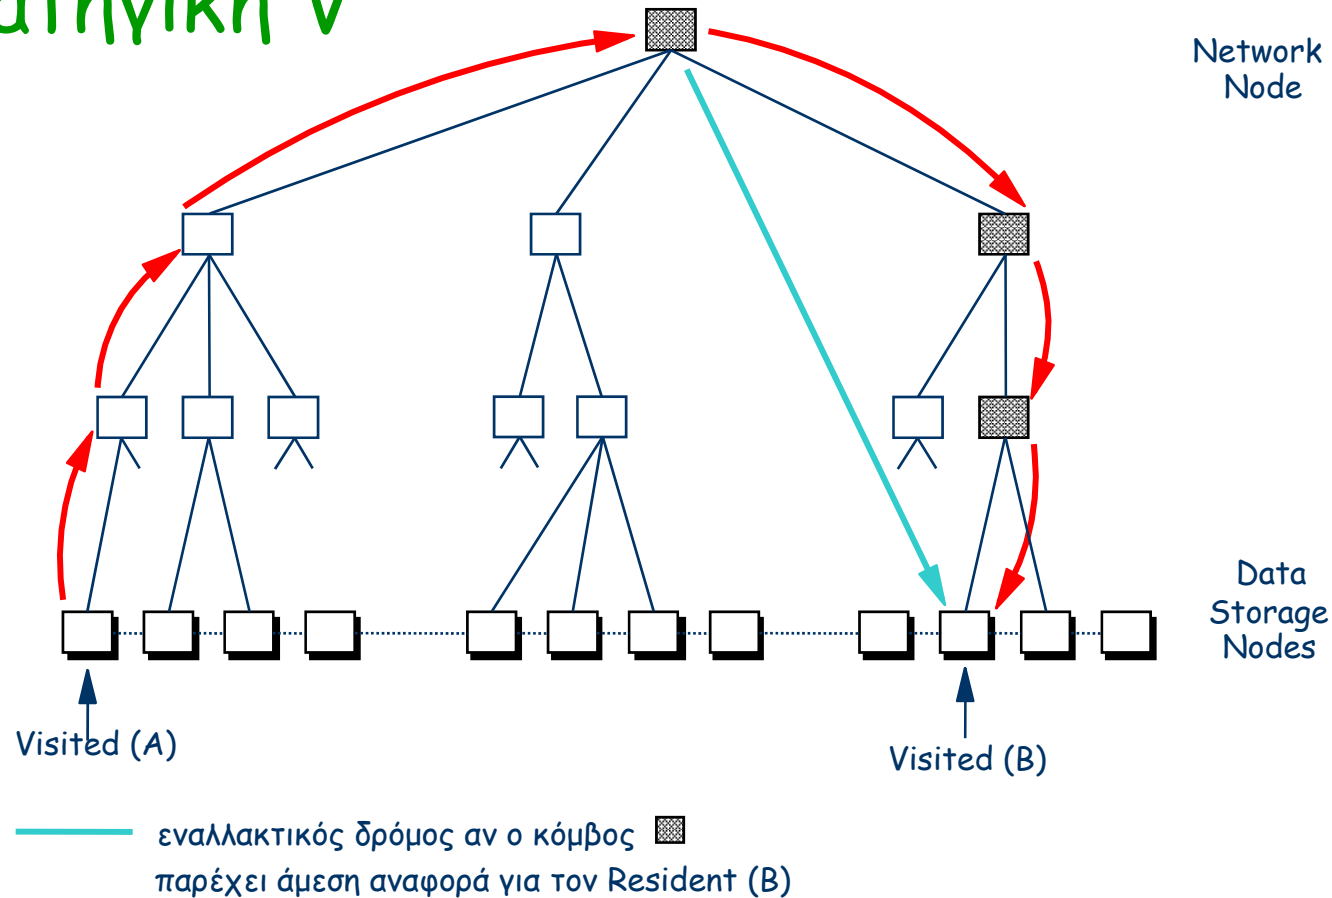 Network
Node
Data
Storage
Nodes
Visited (A)
Visited (B)
εναλλακτικός δρόμος αν ο κόμβος
παρέχει άμεση αναφορά για τον Resident (B)